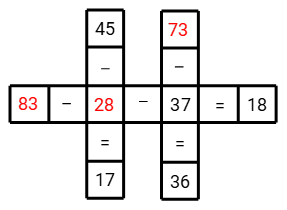 45 73
– –
83 – 28 – 37 = 18
= =
17 36